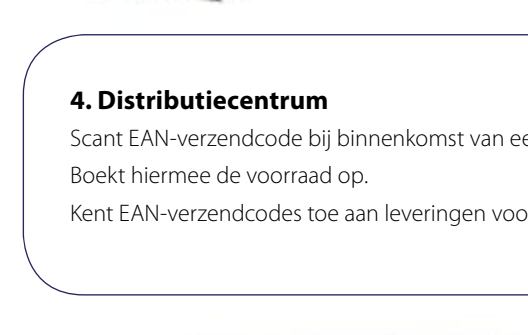 4. Distributiecentrum
Scant EAN-verzendcode bij binnenkomst van
Boekt hiermee de voorraad op.
Kent EAN-verzendcodes toe aan leveringen